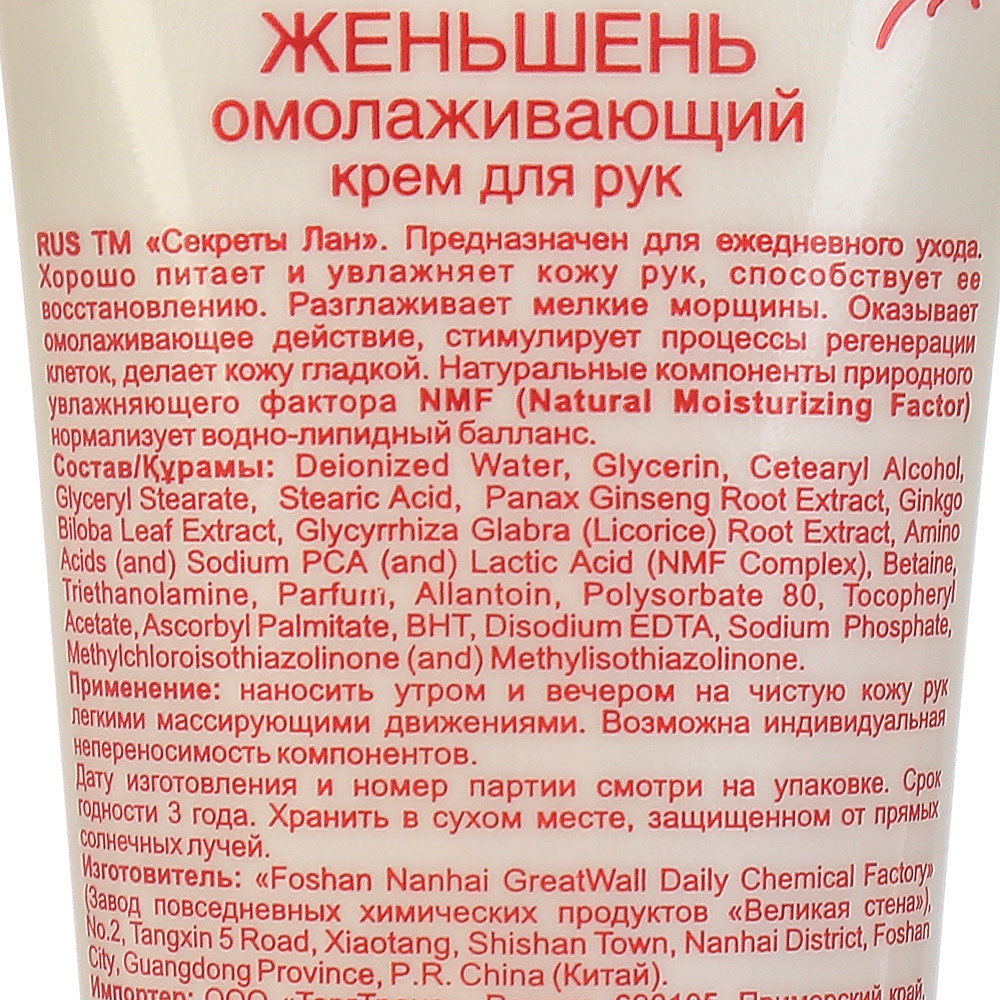 ЖЕНЬШЕНЬ
омолаживающий
крем для рук
RUS ТМ «Секреты Лан». Предназначен для ежедневного ухода.
Хорошо питает и увлажняет кожу рук, способствует ее
восстановлению. Разглаживает мелкие морщины. Оказывает
омолаживающее действие, стимулирует процессы регенерации
клеток, делает кожу гладкой. Натуральные компоненты природного
увлажняющего фактора NMF (Natural Moisturizing Factor)
нормализует водно-липидный балланс.
Состав/Құрамы: Deionized Water, Glycerin, Cetearyl Alcohol,
Glyceryl Stearate, Stearic Acid, Panax Ginseng Root Extract, Ginkgo
Biloba Leaf Extract, Glycyrrhiza Glabra (Licorice) Root Extract, Amino
Acids (and) Sodium PCA (and) Lactic Acid (NMF Complex), Betaine,
Triethanolamine, Parfum, Allantoin, Polysorbate 80, Tocopheryl
Acetate, Ascorbyl Palmitate, BHT, Disodium EDTA, Sodium Phosphate,
Methylchloroisothiazolinone (and) Methylisothiazolinone.
Применение: наносить утром и вечером на чистую кожу рук
легкими массирующими движениями. Возможна индивидуальная
непереносимость компонентов.
Дату изготовления и номер партии смотри на упаковке. Срок
годности 3 года. Хранить в сухом месте, защищенном от прямых
солнечных лучей.
Изготовитель: «Foshan Nanhai GreatWall Daily Chemical Factory»
(Завод повседневных химических продуктов «Великая стена»),
No.2, Tangxin 5 Road, Xiaotang, Shishan Town, Nanhai District, Foshan
City, Guangdong Province, P.R. China (Китай).
Импортер: ООО Приморский край,